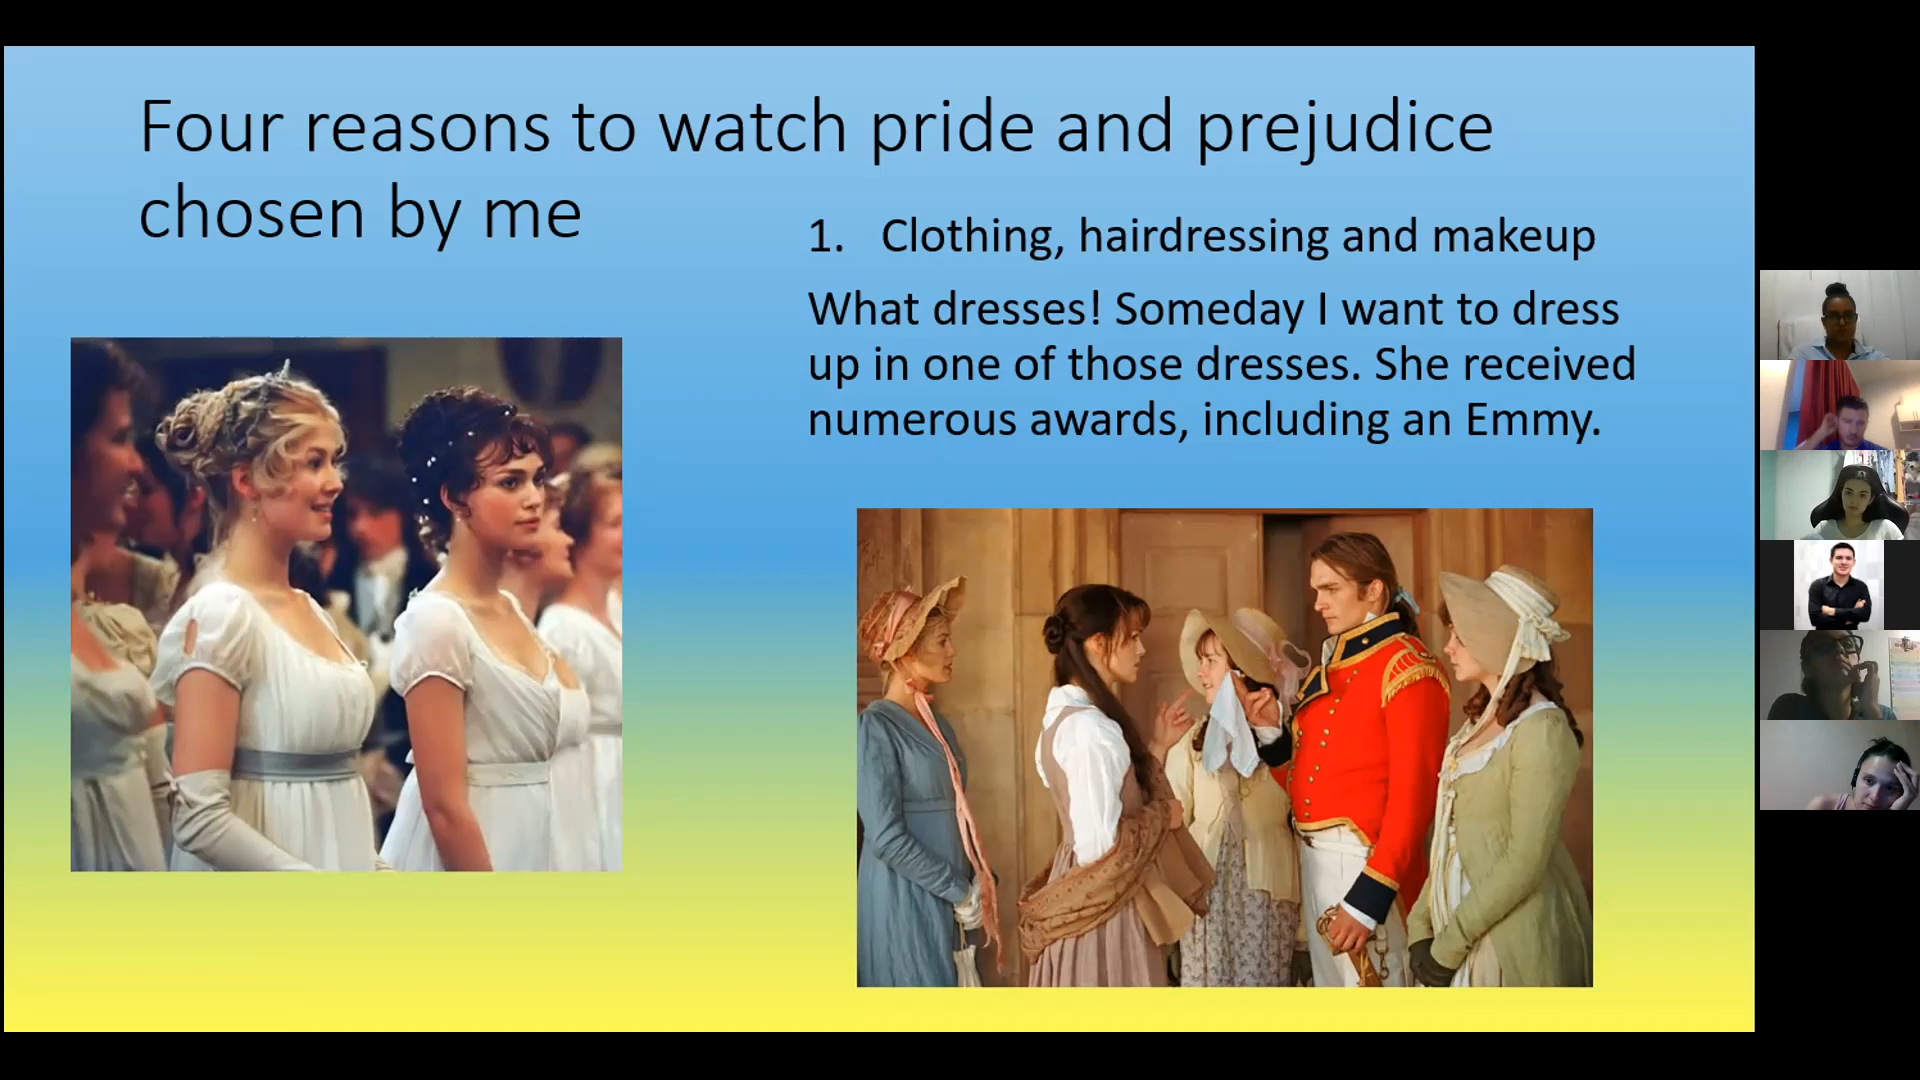 Four reasons to watch pride and prejudice
chosen by me
1. Clothing, hairdressing and makeup
What dresses! Someday I want to dress
up in one of those dresses. She received
numerous awards, including an Emmy.